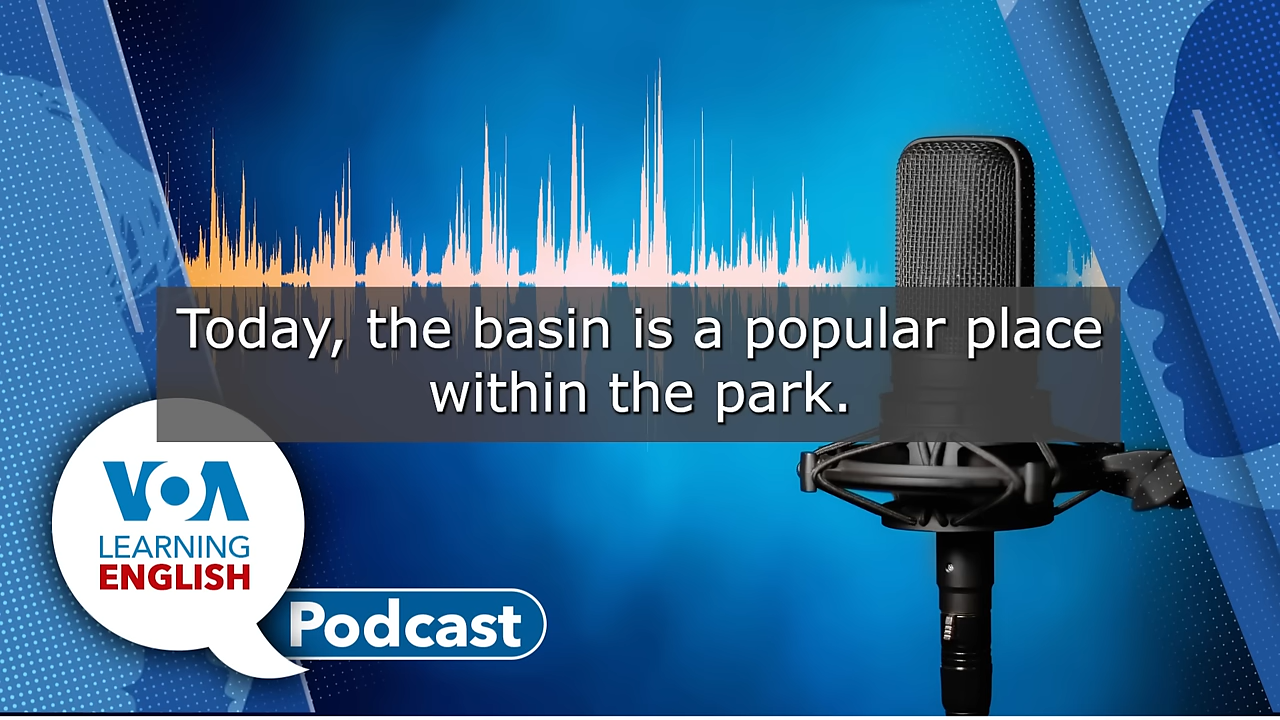 Today, the basin is a popular place
within the park.
VOA
LEARNING
ENGLISH
Podcast